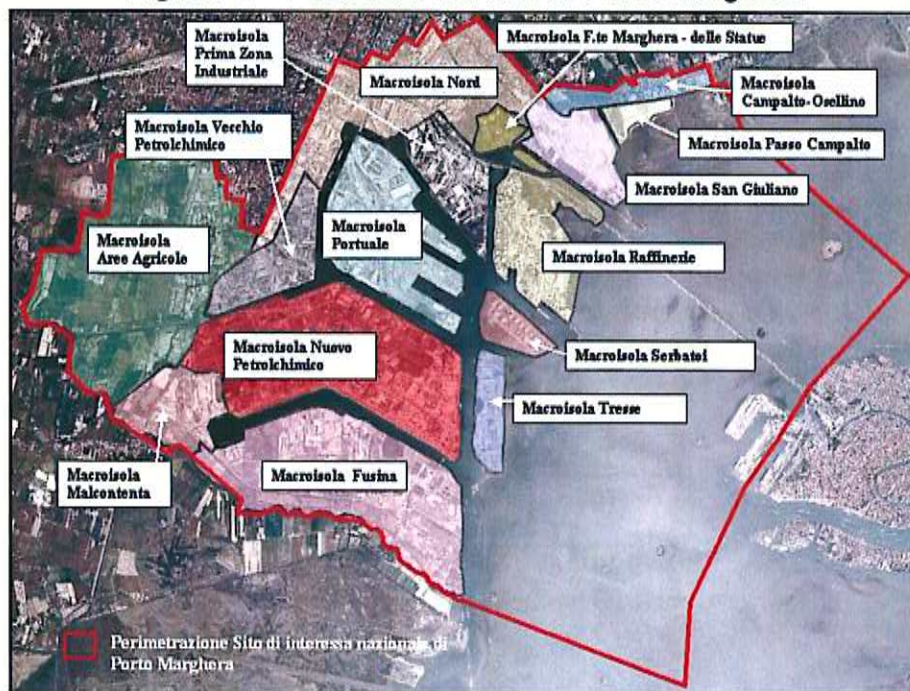 Macroisola
Prima Zona
Industriale
Macroisola F.te Marghera - delle Statue
Macroisola Nord
Macroisola
Campalto-Osellino
Macroisola Vecchio
Petrolchimico
Macroisola Passo Campalto
Macroisola San Giuliano
Macroisola
Aree Agricole
Macroisola
Portuale
Macroisola Raffinerie
Macroisola Nuovo
Petrolchimico
Macroisola Serbatoi
Macroisola Tresse
Macroisola
Malcontenta
Macroisola Fusina
Perimetrazione Sito di interessa nazionale di
Porto Marghera